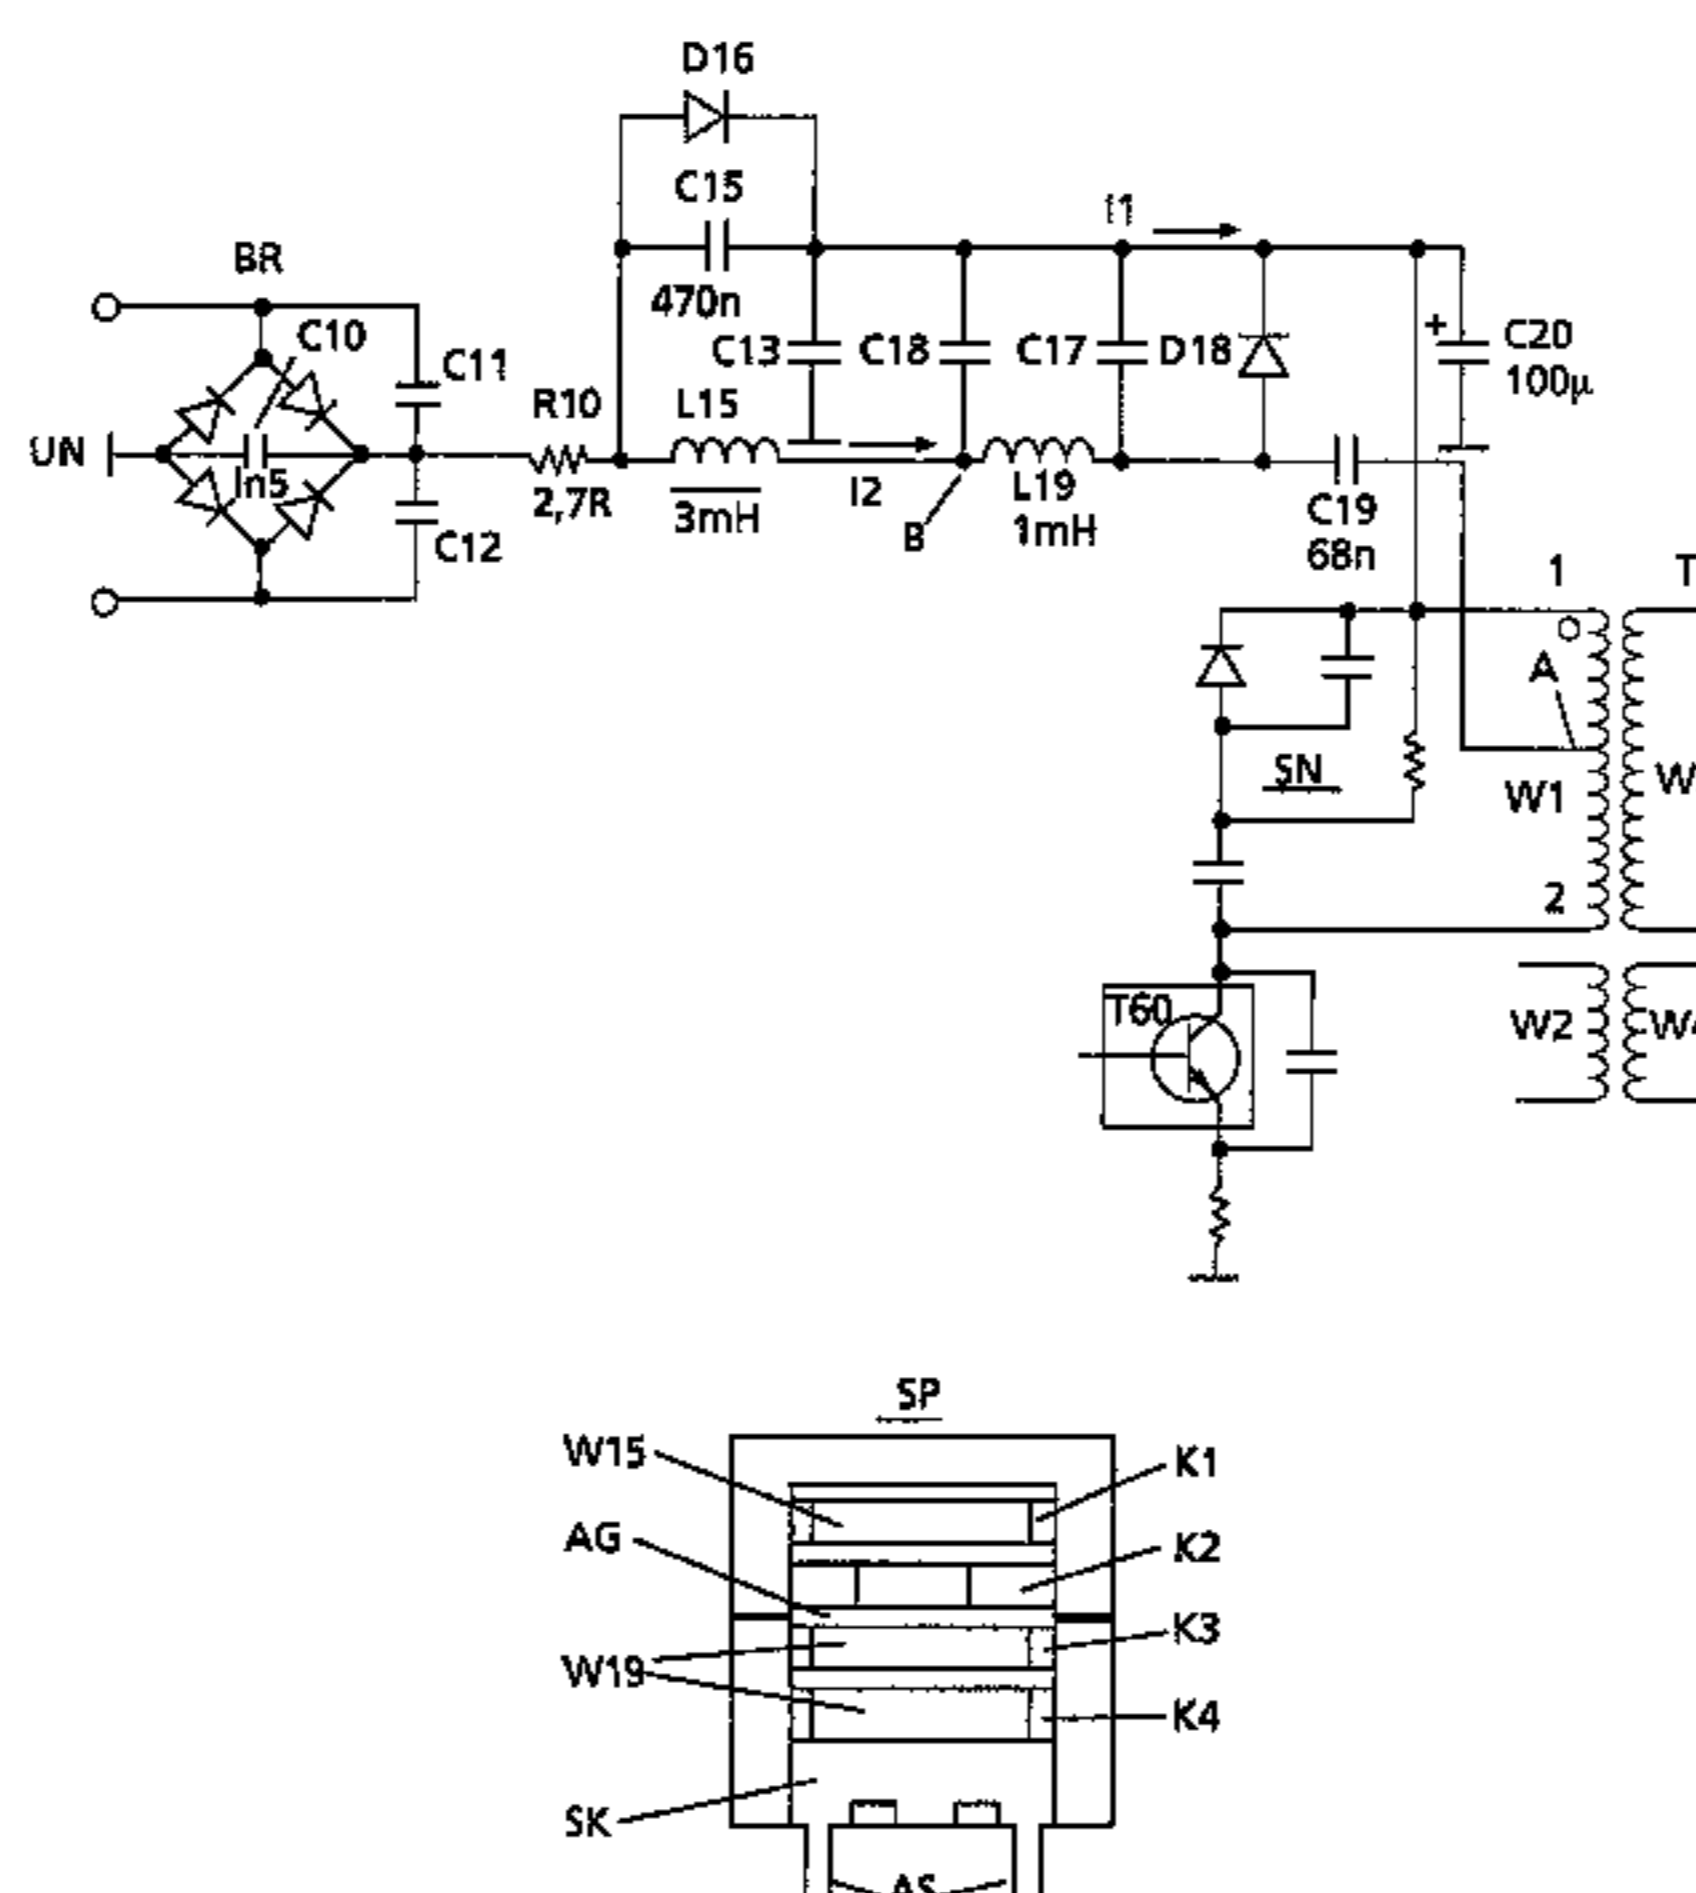 D16
C15
I1
BR
470n
C10
C13
C18
C17
D18
+
C20
100µ
C11
R10
L15
UN
In5
2,7R
3mH
I2
L19
1mH
B
C19
68n
C12
1
T
A
SN
W1
W
2
T60
W2
W4
SP
W15
K1
AG
K2
K3
W19
K4
SK
AS